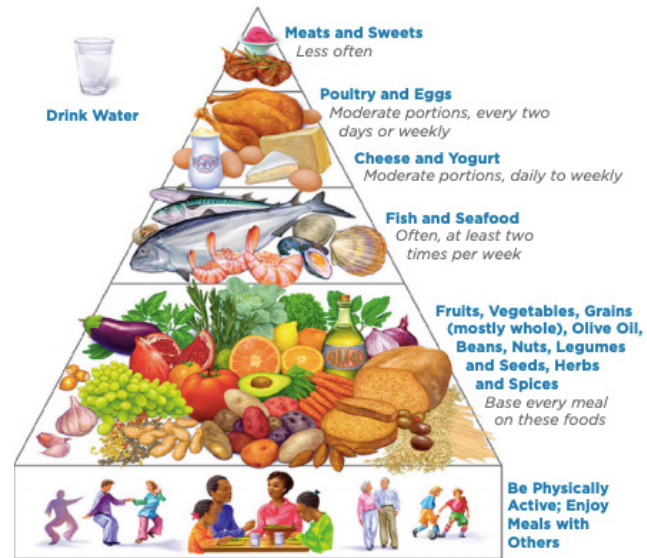 Meats and Sweets
Less often
Drink Water
Poultry and Eggs
Moderate portions, every two
days or weekly
Cheese and Yogurt
Moderate portions, daily to weekly
Fish and Seafood
Often, at least two
times per week
Fruits, Vegetables, Grains
(mostly whole), Olive Oil,
Beans, Nuts, Legumes
and Seeds, Herbs
and Spices
Base every meal
on these foods
Be Physically
Active; Enjoy
Meals with
Others